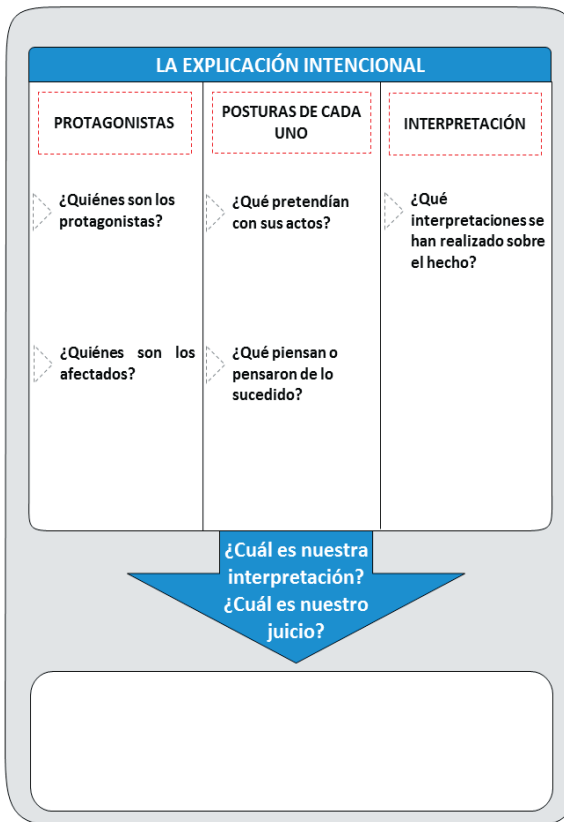 LA EXPLICACIÓN INTENCIONAL
PROTAGONISTAS
¿Quiénes son los
protagonistas?
¿Quiénes son los
afectados?
POSTURAS DE CADA
UNO
¿Qué pretendían
con sus actos?
¿Qué piensan o
pensaron de lo
sucedido?
INTERPRETACIÓN
¿Qué
interpretaciones se
han realizado sobre
el hecho?
¿Cuál es nuestra
interpretación?
¿Cuál es nuestro
juicio?